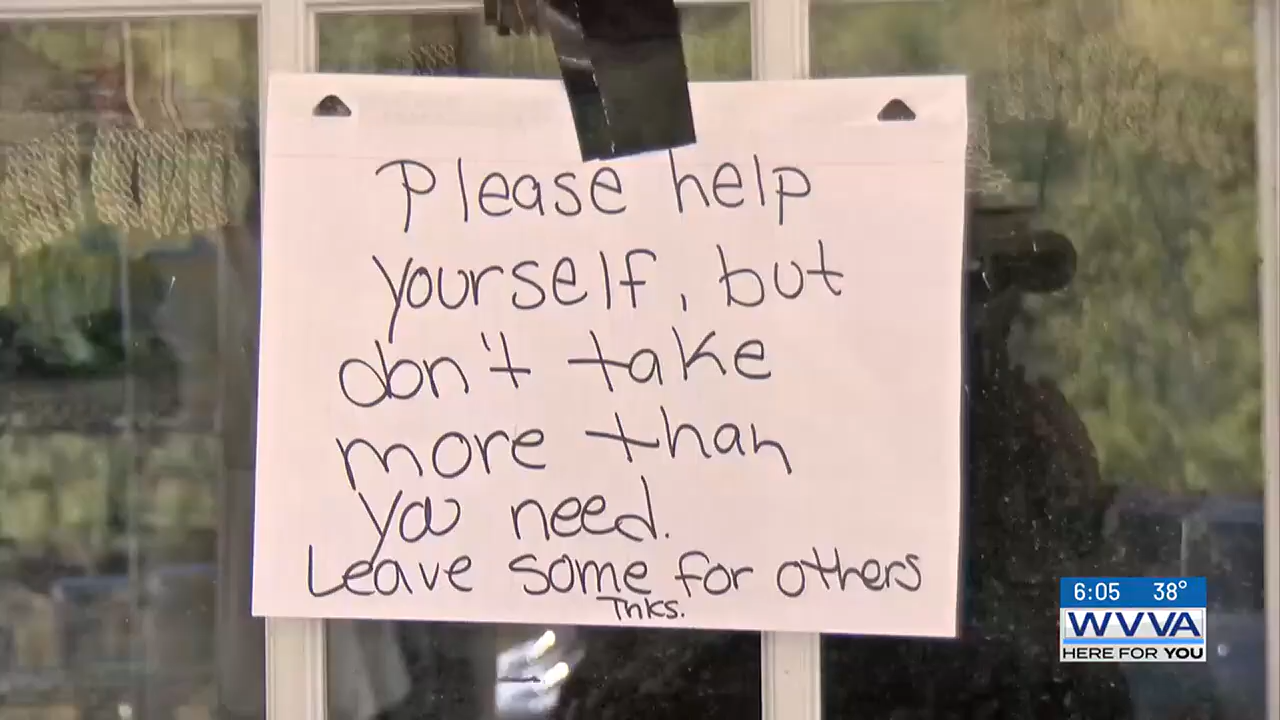 Please help
yourself, but
don't take
more than
you need.
Leave some for others
Thks.
6:05 38°
WVVA
HERE FOR YOU